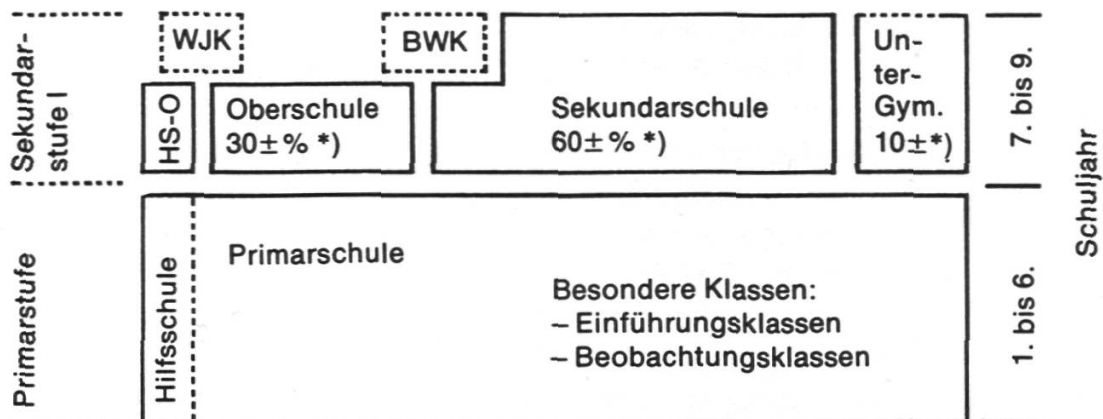 Sekundar-
stufe I
WJK
BWK
HS-O
Oberschule
30±% *)
Sekundarschule
60±% *)
Un-
ter-
Gym.
10±*)
7. bis 9.
Schuljahr
Primarstufe
Hilfsschule
Primarschule
Besondere Klassen:
– Einführungsklassen
– Beobachtungsklassen
1. bis 6.